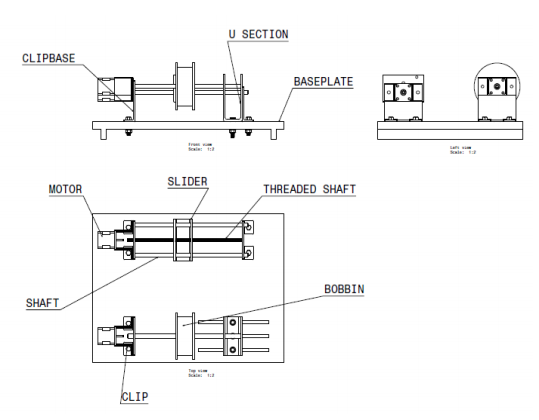 U SECTION
CLIPBASE
BASEPLATE
Front view
Scale: 1:2
Left view
Scale: 1:2
SLIDER
MOTOR
THREADED SHAFT
BOBBIN
SHAFT
Top view
Scale: 1:2
CLIP